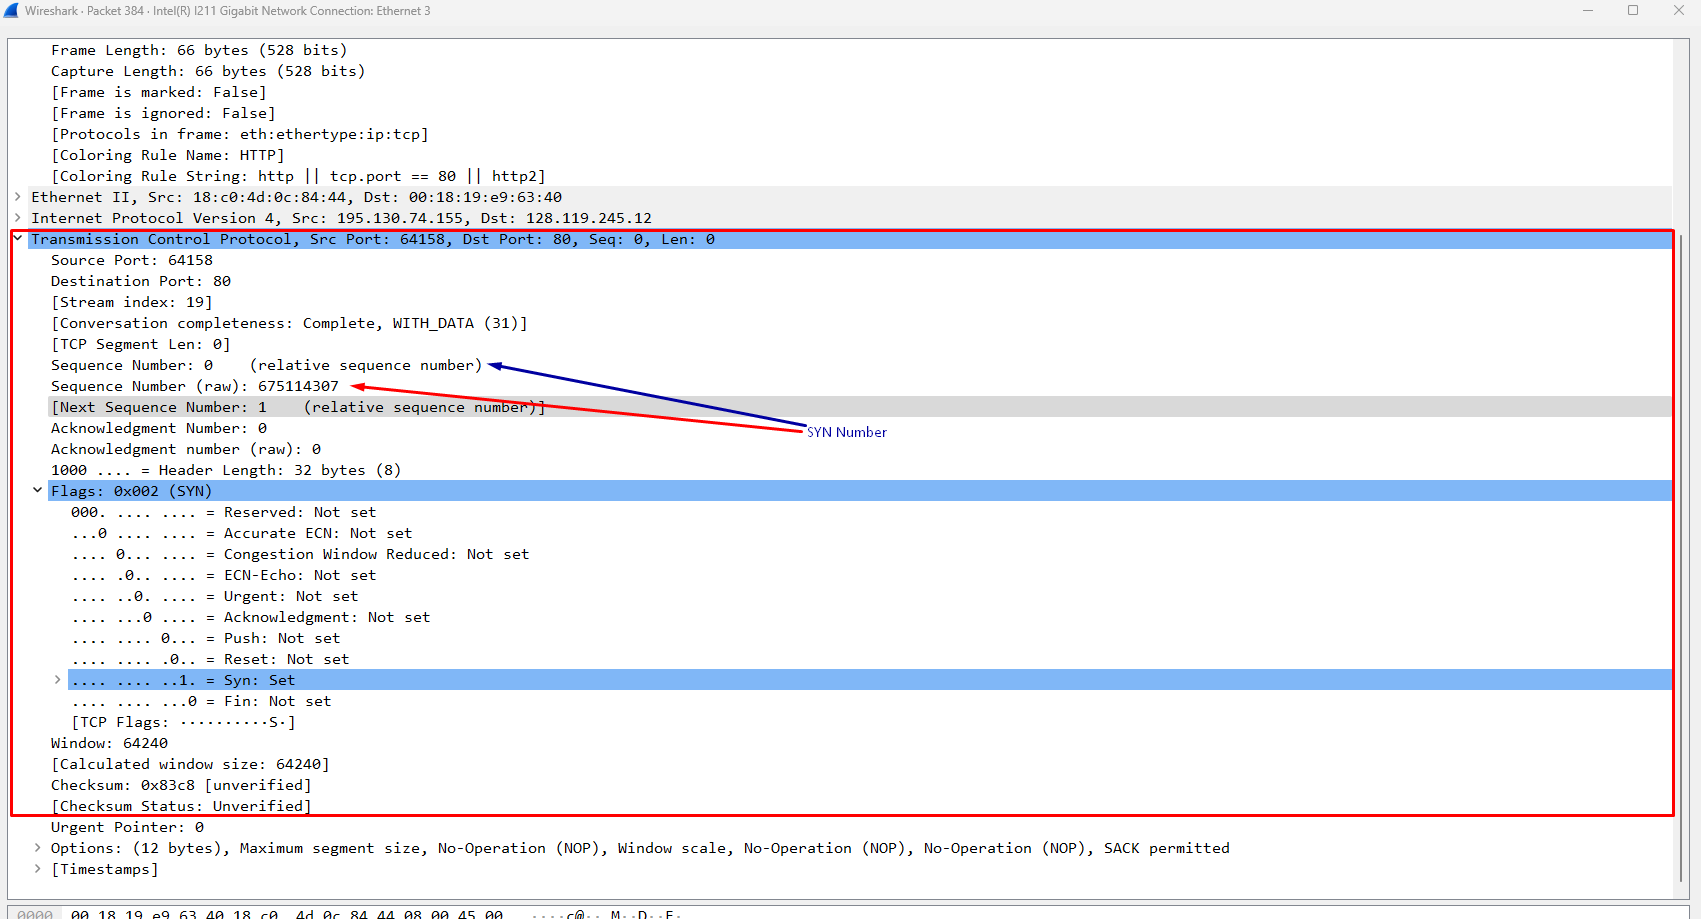 Wireshark · Packet 384 · Intel(R) I211 Gigabit Network Connection: Ethernet 3
Frame Length: 66 bytes (528 bits)
Capture Length: 66 bytes (528 bits)
[Frame is marked: False]
[Frame is ignored: False]
[Protocols in frame: eth:ethertype:ip:tcp]
[Coloring Rule Name: HTTP]
[Coloring Rule String: http || tcp.port == 80 || http2]
Ethernet II, Src: 18:c0:4d:0c:84:44, Dst: 00:18:19:e9:63:40
Internet Protocol Version 4, Src: 195.130.74.155, Dst: 128.119.245.12
Transmission Control Protocol, Src Port: 64158, Dst Port: 80, Seq: 0, Len: 0
Source Port: 64158
Destination Port: 80
[Stream index: 19]
[Conversation completeness: Complete, WITH_DATA (31)]
[TCP Segment Len: 0]
Sequence Number: 0    (relative sequence number)
Sequence Number (raw): 675114307
[Next Sequence Number: 1    (relative sequence number)]
Acknowledgment Number: 0
SYN Number
Acknowledgment number (raw): 0
1000 .... = Header Length: 32 bytes (8)
Flags: 0x002 (SYN)
000. .... .... = Reserved: Not set
...0 .... .... = Accurate ECN: Not set
.... 0... .... = Congestion Window Reduced: Not set
.... .0.. .... = ECN-Echo: Not set
.... ..0. .... = Urgent: Not set
.... ...0 .... = Acknowledgment: Not set
.... .... 0... = Push: Not set
.... .... .0.. = Reset: Not set
.... .... ..1. = Syn: Set
.... .... ...0 = Fin: Not set
[TCP Flags: ··········S·]
Window: 64240
[Calculated window size: 64240]
Checksum: 0x83c8 [unverified]
[Checksum Status: Unverified]
Urgent Pointer: 0
Options: (12 bytes), Maximum segment size, No-Operation (NOP), Window scale, No-Operation (NOP), No-Operation (NOP), SACK permitted
[Timestamps]
0000 00 18 19 e9 63 40 18 c0 4d 0c 84 44 08 00 45 00 ····c@·· M··D··E·